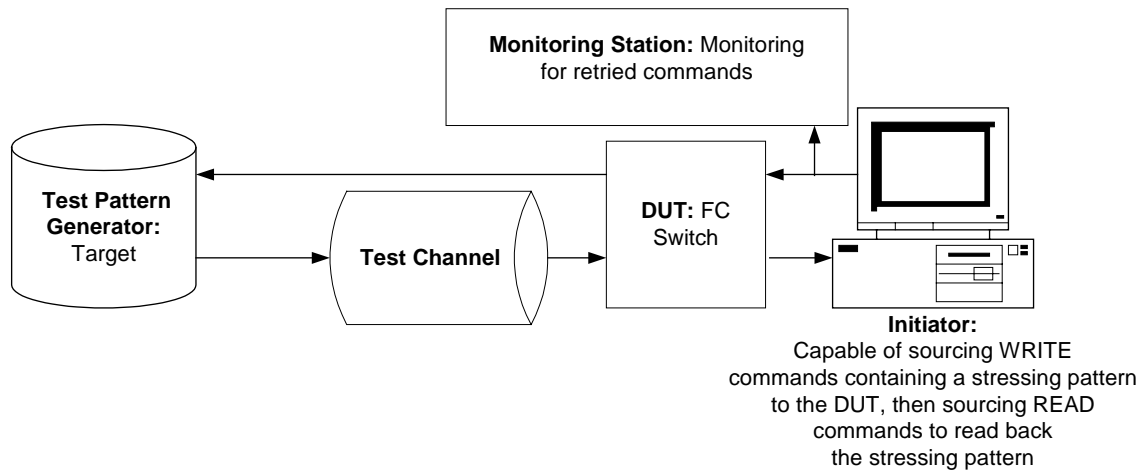 Monitoring Station: Monitoring
for retried commands
Test Pattern
Generator:
Target
Test Channel
DUT: FC
Switch
Initiator:
Capable of sourcing WRITE
commands containing a stressing pattern
to the DUT, then sourcing READ
commands to read back
the stressing pattern